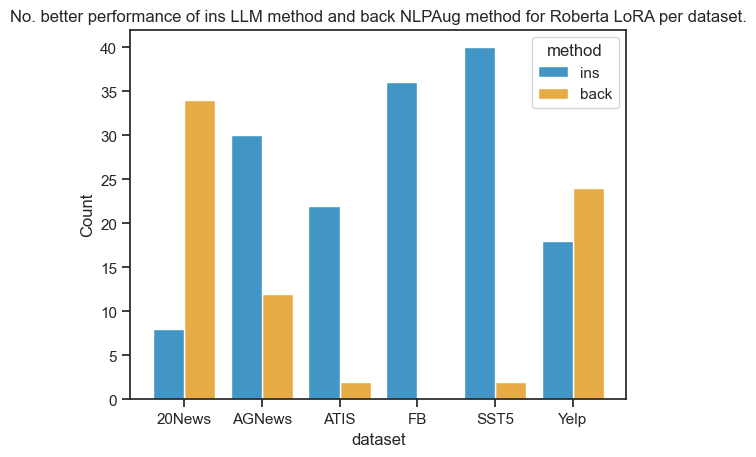 No. better performance of ins LLM method and back NLPAug method for Roberta LoRA per dataset.
method
ins
back
Count
40
35
30
25
20
15
10
5
0
20News AGNews ATIS FB SST5 Yelp
dataset